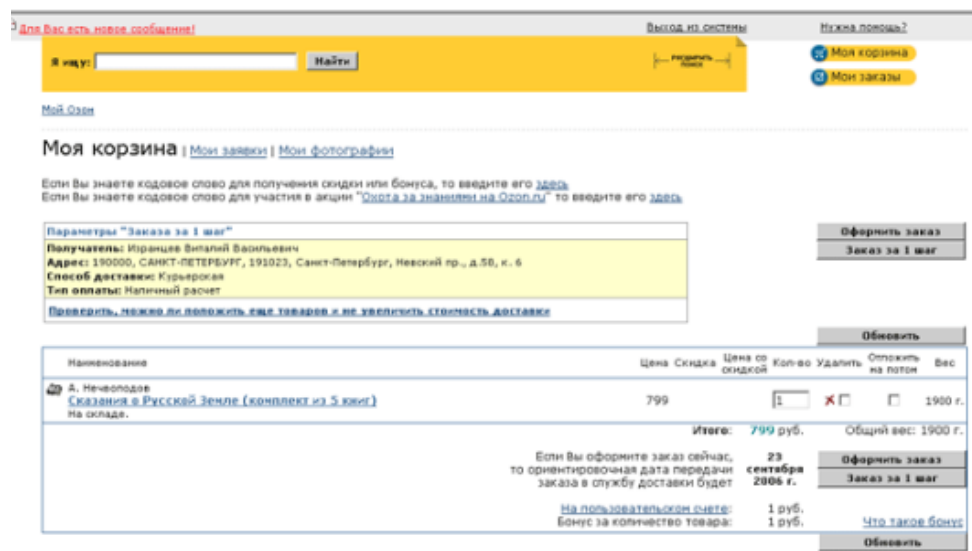 Для Вас есть новое сообщение! Выход из системы Нужна помощь?
Я ищу: Найти РАСШИРИТЬ ПОИСК Моя корзина
Мои заказы
Мой Озон
Моя корзина | Мои заявки | Мои фотографии
Если Вы знаете кодовое слово для получения скидки или бонуса, то введите его здесь
Если Вы знаете кодовое слово для участия в акции "Охота за знаниями на Ozon.ru" то введите его здесь
Параметры "Заказа за 1 шаг" Оформить заказ
Получатель: Изранцев Виталий Васильевич Заказ за 1 шаг
Адрес: 190000, САНКТ-ПЕТЕРБУРГ, 191023, Санкт-Петербург, Невский пр., д.58, к. 6
Способ доставки: Курьерская
Тип оплаты: Наличный расчет
Проверить, можно ли положить еще товаров и не увеличить стоимость доставки
Обновить
Наименование Цена Скидка Цена со скидкой Кол-во Удалить Отложить на потом Вес
А. Нечволодов
Сказания о Русской Земле (комплект из 5 книг) 799 1 1900 г.
На складе.
Итого: 799 руб. Общий вес: 1900 г.
Если Вы оформите заказ сейчас, 23 Оформить заказ
то ориентировочная дата передачи сентября
заказа в службу доставки будет 2006 г. Заказ за 1 шаг
На пользовательском счете: 1 руб.
Бонус за количество товара: 1 руб. Что такое бонус
Обновить